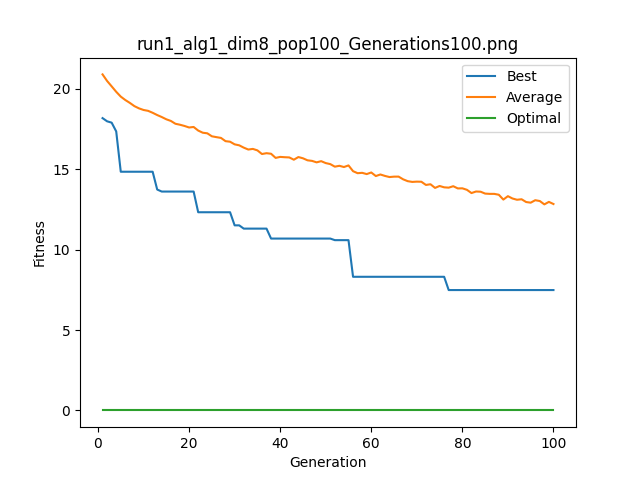 run1_alg1_dim8_pop100_Generations100.png
Best
Average
Optimal
20
15
10
5
0
Fitness
0 20 40 60 80 100
Generation